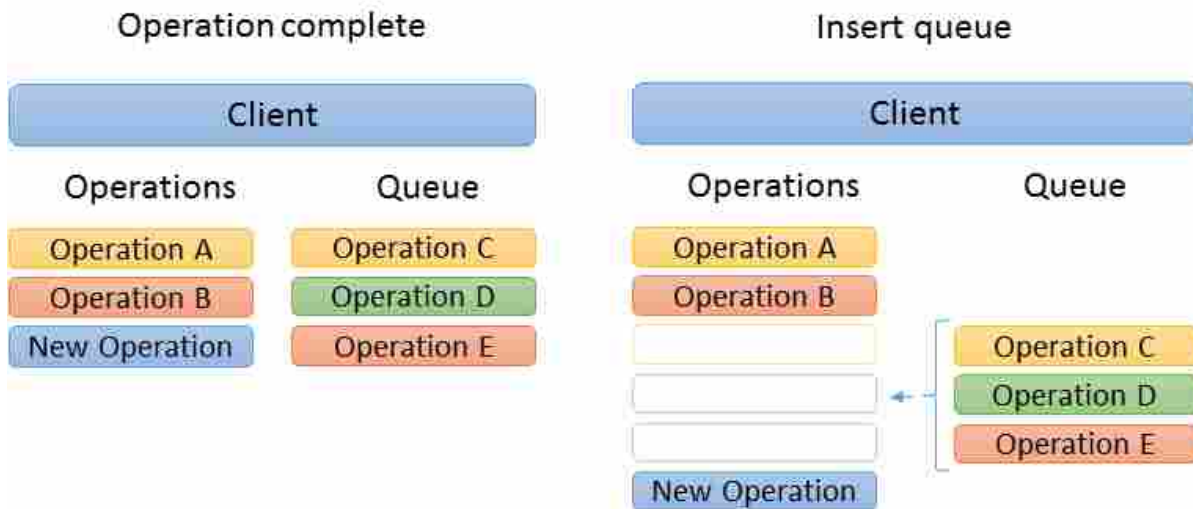 Operation complete
Client
Operations Queue
Operation A Operation C
Operation B Operation D
New Operation Operation E
Insert queue
Client
Operations Queue
Operation A
Operation B
Operation C
Operation D
Operation E
New Operation